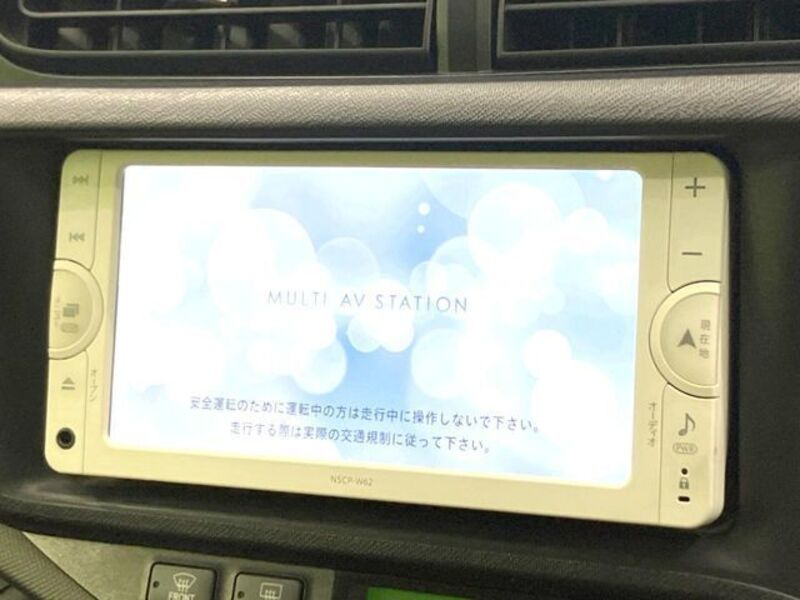 MULTI AV STATION
安全運転のために運転中の方は走行中に操作しないで下さい。
走行する際は実際の交通規制に従って下さい。
NSCP-W62
オープン
現在地
オーディオ
PWR
FRONT